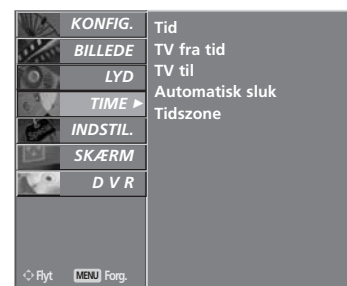 KONFIG.
BILLEDE
LYD
TIME ►
INDSTIL.
SKÆRM
D V R
Tid
TV fra tid
TV til
Automatisk sluk
Tidszone
Flyt MENU Forg.